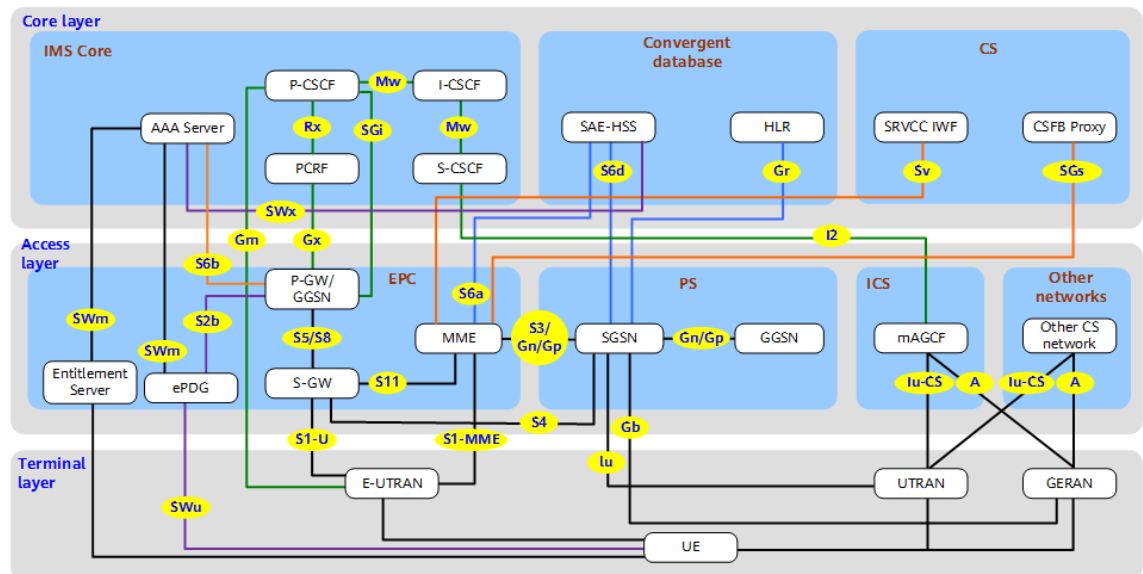 Core layer
IMS Core
Convergent
database
CS
P-CSCF
Mw
I-CSCF
AAA Server
Rx
SGi
Mw
SAE-HSS
HLR
SRVCC IWF
CSFB Proxy
PCRF
S-CSCF
S6d
Gr
Sv
SGs
SWx
Gm
Gx
I2
Access
layer
S6b
P-GW/
GGSN
EPC
PS
ICS
Other
networks
S6a
SWm
S2b
S5/S8
MME
S3/
Gn/Gp
SGSN
Gn/Gp
GGSN
mAGCF
Other CS
network
SWm
Entitlement
Server
ePDG
S-GW
S11
Iu-CS
A
Iu-CS
A
S4
Gb
S1-U
S1-MME
Terminal
layer
lu
E-UTRAN
UTRAN
GERAN
SWu
UE